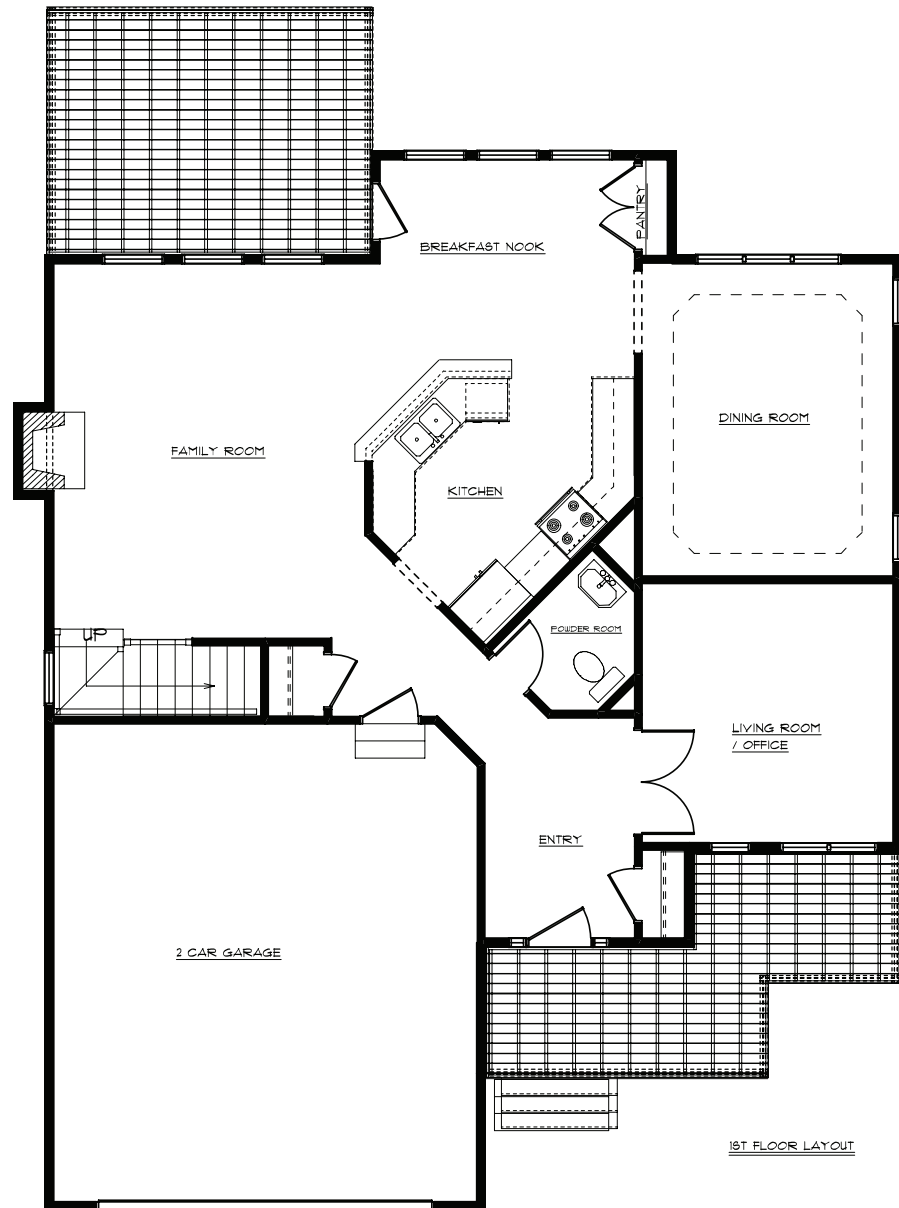 PANTRY
BREAKFAST NOOK
DINING ROOM
FAMILY ROOM
KITCHEN
POWDER ROOM
UP
LIVING ROOM
/ OFFICE
ENTRY
2 CAR GARAGE
1ST FLOOR LAYOUT